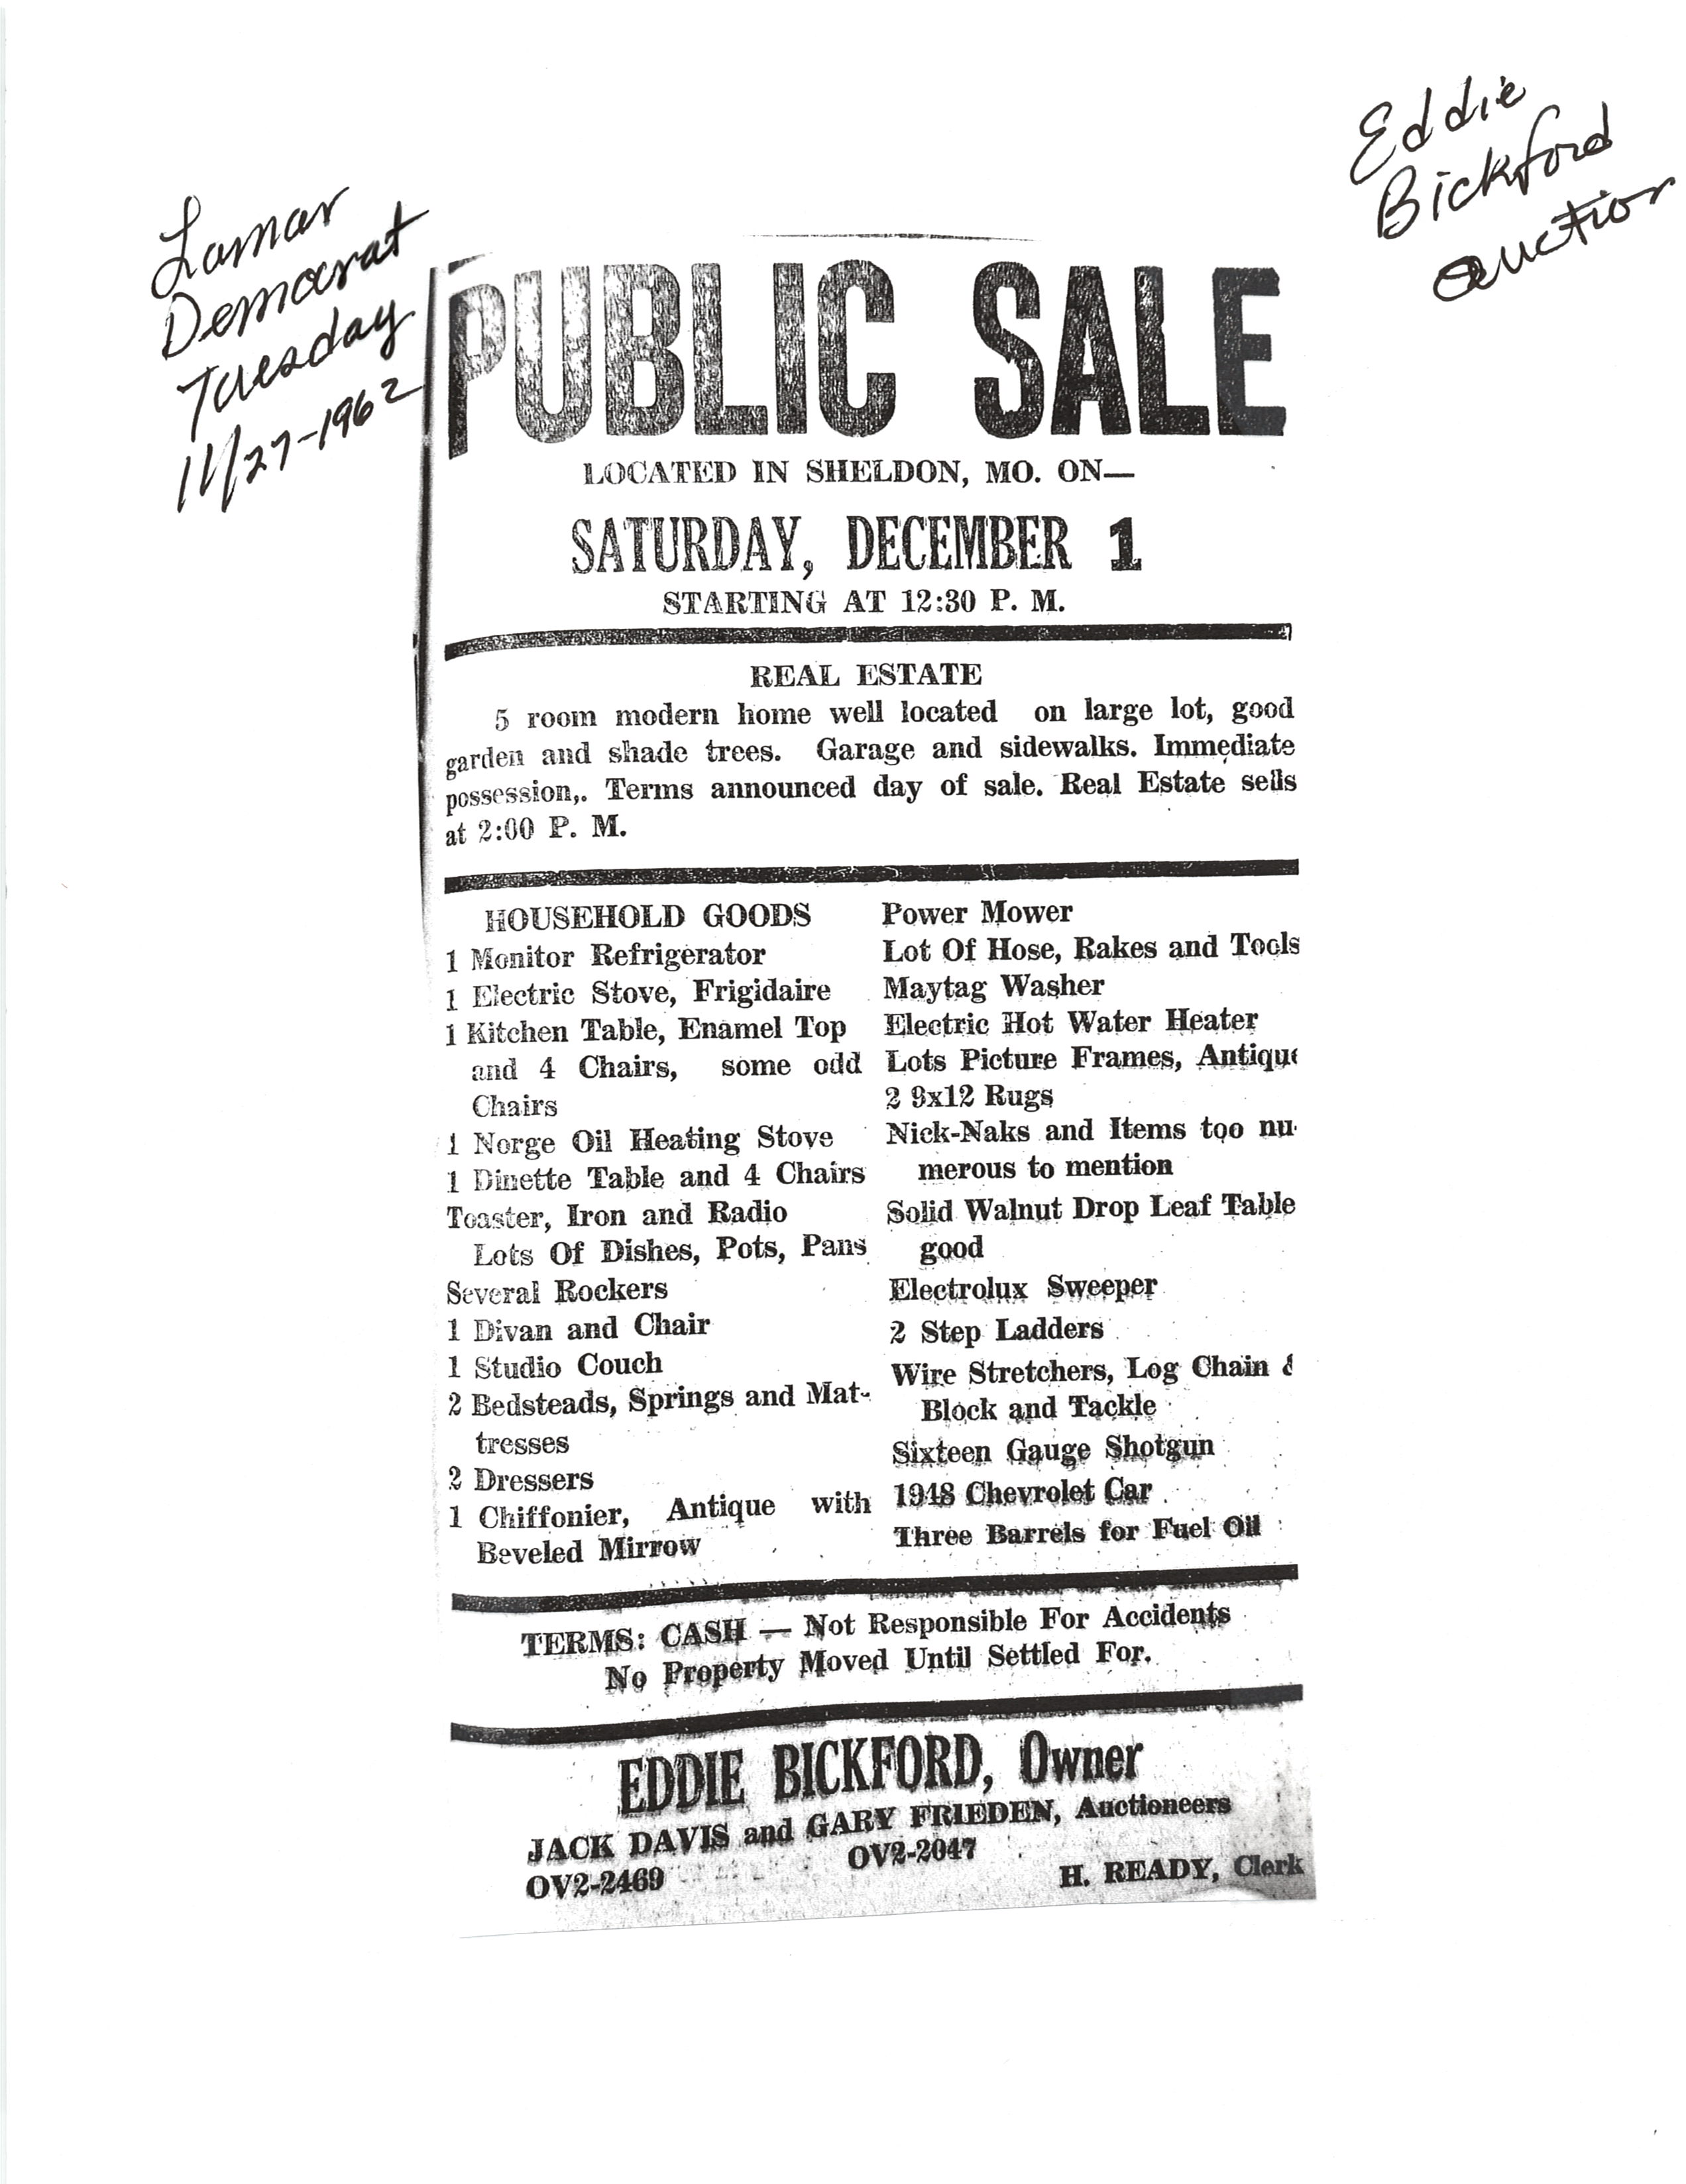 Eddie
Bickford
auction
Lamar
Democrat
Tuesday
11/27-1962
PUBLIC SALE
LOCATED IN SHELDON, MO. ON—
SATURDAY, DECEMBER 1
STARTING AT 12:30 P. M.
REAL ESTATE
5 room modern home well located on large lot, good
garden and shade trees. Garage and sidewalks. Immediate
possession,. Terms announced day of sale. Real Estate sells
at 2:00 P. M.
HOUSEHOLD GOODS
1 Monitor Refrigerator
1 Electric Stove, Frigidaire
1 Kitchen Table, Enamel Top
and 4 Chairs, some odd
Chairs
1 Norge Oil Heating Stove
1 Dinette Table and 4 Chairs
Toaster, Iron and Radio
Lots Of Dishes, Pots, Pans
Several Rockers
1 Divan and Chair
1 Studio Couch
2 Bedsteads, Springs and Mat-
tresses
2 Dressers
1 Chiffonier, Antique with
Beveled Mirrow
Power Mower
Lot Of Hose, Rakes and Tools
Maytag Washer
Electric Hot Water Heater
Lots Picture Frames, Antique
2 9x12 Rugs
Nick-Naks and Items too nu-
merous to mention
Solid Walnut Drop Leaf Table
good
Electrolux Sweeper
2 Step Ladders
Wire Stretchers, Log Chain &
Block and Tackle
Sixteen Gauge Shotgun
1948 Chevrolet Car
Three Barrels for Fuel Oil
TERMS: CASH — Not Responsible For Accidents
No Property Moved Until Settled For.
EDDIE BICKFORD, Owner
JACK DAVIS and GARY FRIEDEN, Auctioneers
OV2-2469 OV2-2047
H. READY, Clerk